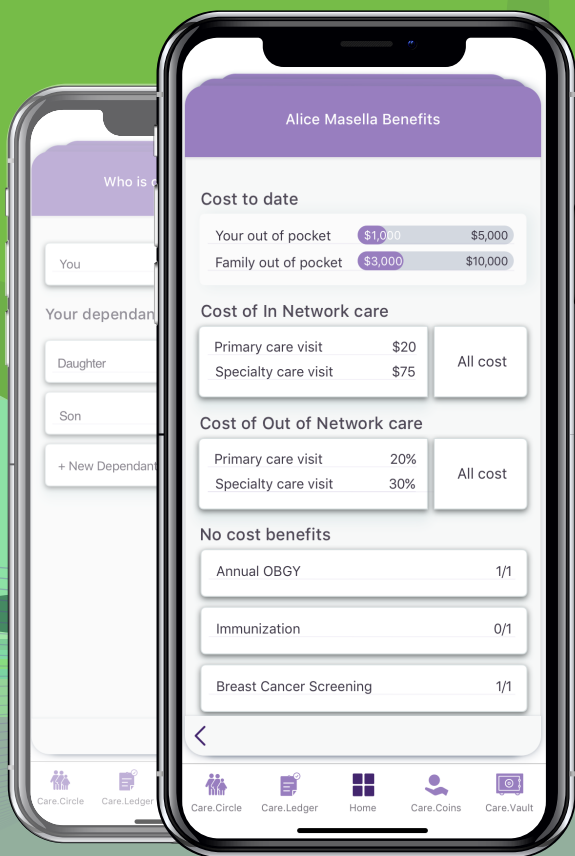 Who is
You
Your dependan
Daughter
Son
+ New Dependant
Care.Circle
Care.Ledger
Alice Masella Benefits
Cost to date
Your out of pocket $1,000 $5,000
Family out of pocket $3,000 $10,000
Cost of In Network care
Primary care visit $20
Specialty care visit $75
All cost
Cost of Out of Network care
Primary care visit 20%
Specialty care visit 30%
All cost
No cost benefits
Annual OBGY 1/1
Immunization 0/1
Breast Cancer Screening 1/1
Care.Circle
Care.Ledger
Home
Care.Coins
Care.Vault